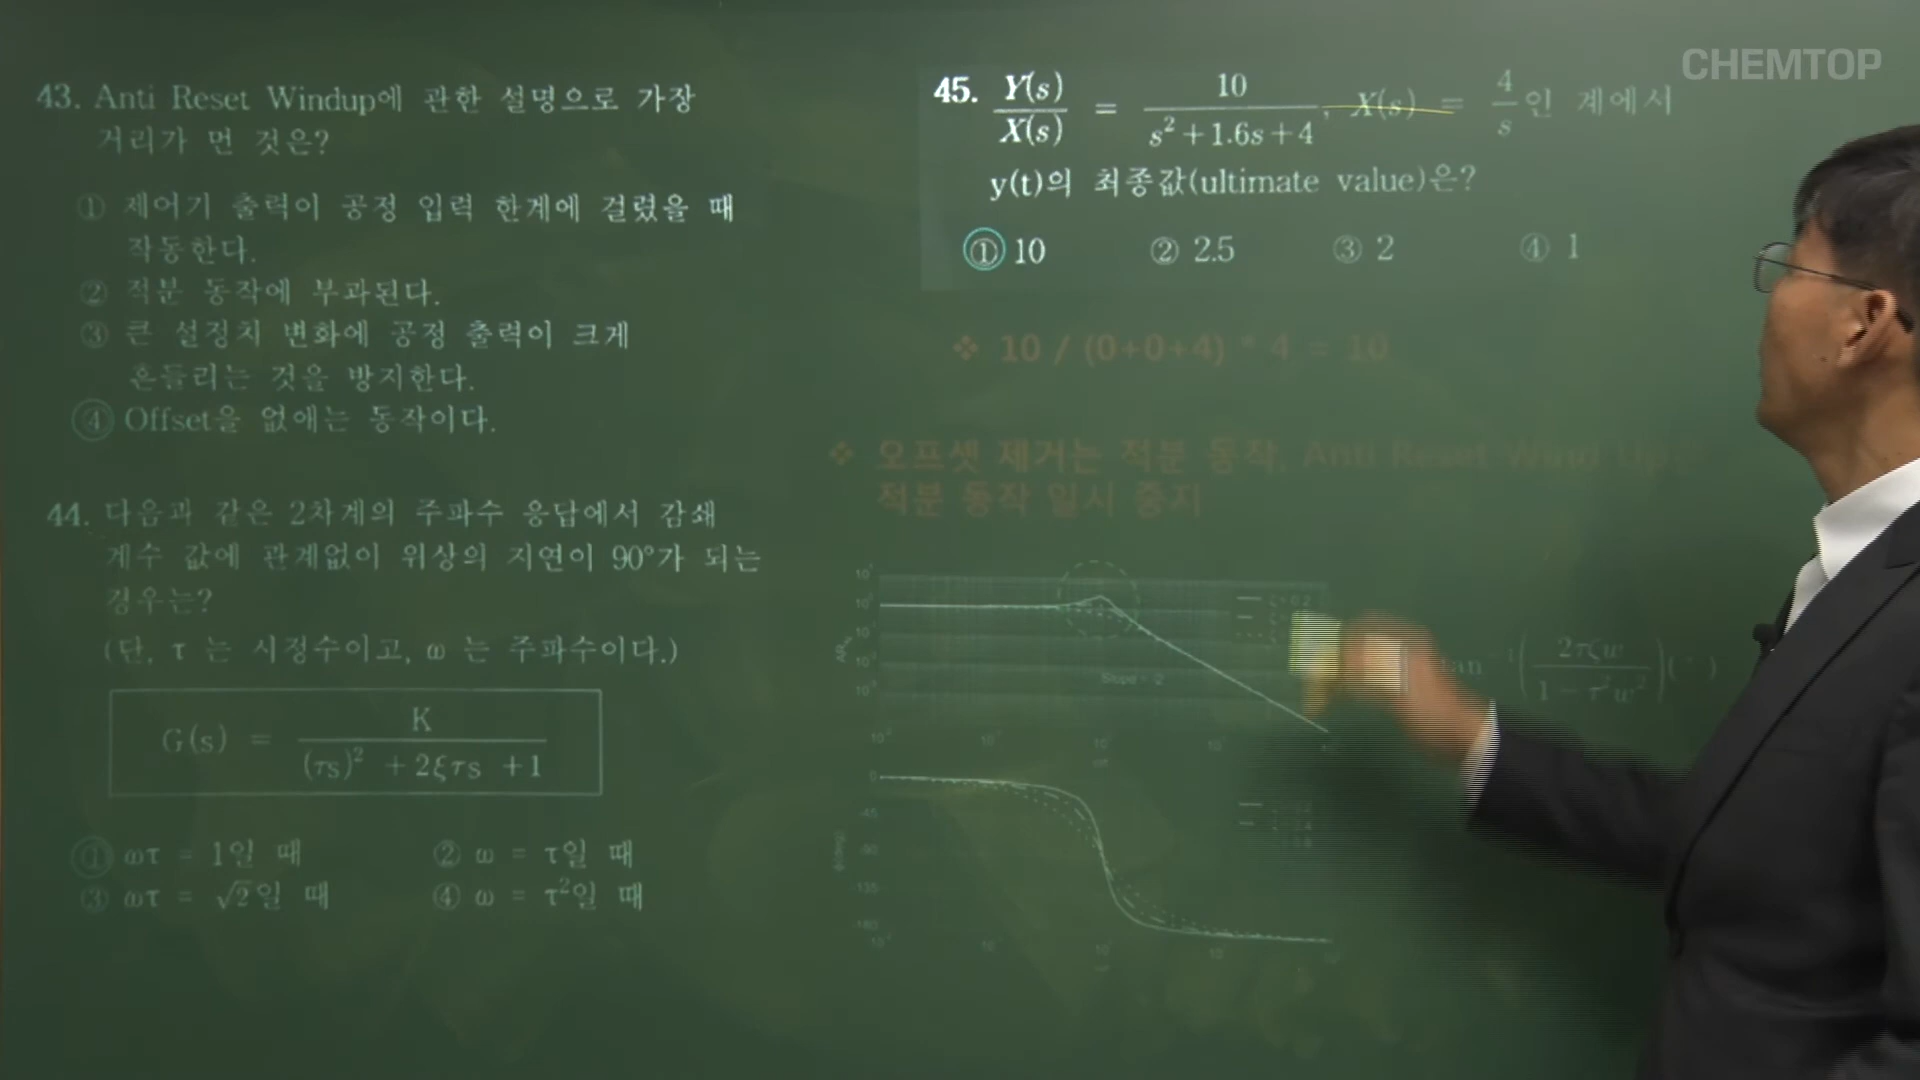 CHEMTOP
43. Anti Reset Windup에 관한 설명으로 가장
거리가 먼 것은?
① 제어기 출력이 공정 입력 한계에 걸렸을 때
작동한다.
② 적분 동작에 부과된다.
③ 큰 설정치 변화에 공정 출력이 크게
흔들리는 것을 방지한다.
④ Offset을 없애는 동작이다.
44. 다음과 같은 2차계의 주파수 응답에서 감쇄
계수 값에 관계없이 위상의 지연이 90°가 되는
경우는?
(단, τ 는 시정수이고, ω 는 주파수이다.)
G(s) = K / ((τs)² + 2ξτs + 1)
① ωτ = 1일 때 ② ω = τ일 때
③ ωτ = √2일 때 ④ ω = τ²일 때
45. Y(s)/X(s) = 10/(s² + 1.6s + 4), X(s) = 4/s인 계에서
y(t)의 최종값(ultimate value)은?
① 10 ② 2.5 ③ 2 ④ 1
❖ 10 / (0+0+4) * 4 = 10
❖ 오프셋 제거는 적분 동작, Anti Reset Wind Up
적분 동작 일시 중지
Slope = -2
tan (2τζw / (1 − τ²w²))
0
-45
-90
-135
-180